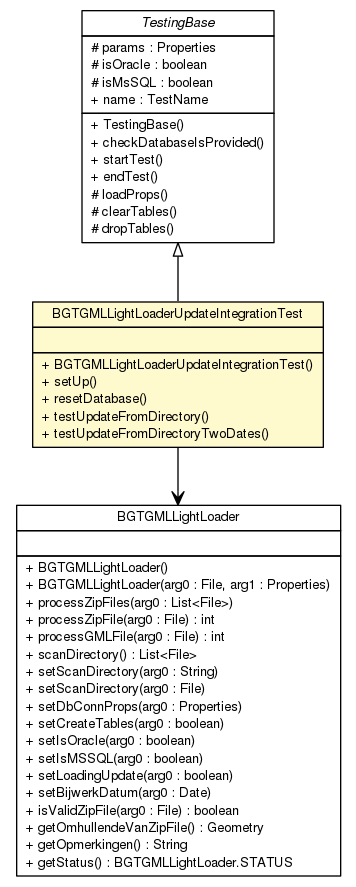 TestingBase
# params : Properties
# isOracle : boolean
# isMsSQL : boolean
+ name : TestName
+ TestingBase()
+ checkDatabaseIsProvided()
+ startTest()
+ endTest()
# loadProps()
# clearTables()
# dropTables()
BGTGMLLightLoaderUpdateIntegrationTest
+ BGTGMLLightLoaderUpdateIntegrationTest()
+ setUp()
+ resetDatabase()
+ testUpdateFromDirectory()
+ testUpdateFromDirectoryTwoDates()
BGTGMLLightLoader
+ BGTGMLLightLoader()
+ BGTGMLLightLoader(arg0 : File, arg1 : Properties)
+ processZipFiles(arg0 : List<File>)
+ processZipFile(arg0 : File) : int
+ processGMLFile(arg0 : File) : int
+ scanDirectory() : List<File>
+ setScanDirectory(arg0 : String)
+ setScanDirectory(arg0 : File)
+ setDbConnProps(arg0 : Properties)
+ setCreateTables(arg0 : boolean)
+ setIsOracle(arg0 : boolean)
+ setIsMSSQL(arg0 : boolean)
+ setLoadingUpdate(arg0 : boolean)
+ setBijwerkDatum(arg0 : Date)
+ isValidZipFile(arg0 : File) : boolean
+ getOmhullendeVanZipFile() : Geometry
+ getOpmerkingen() : String
+ getStatus() : BGTGMLLightLoader.STATUS